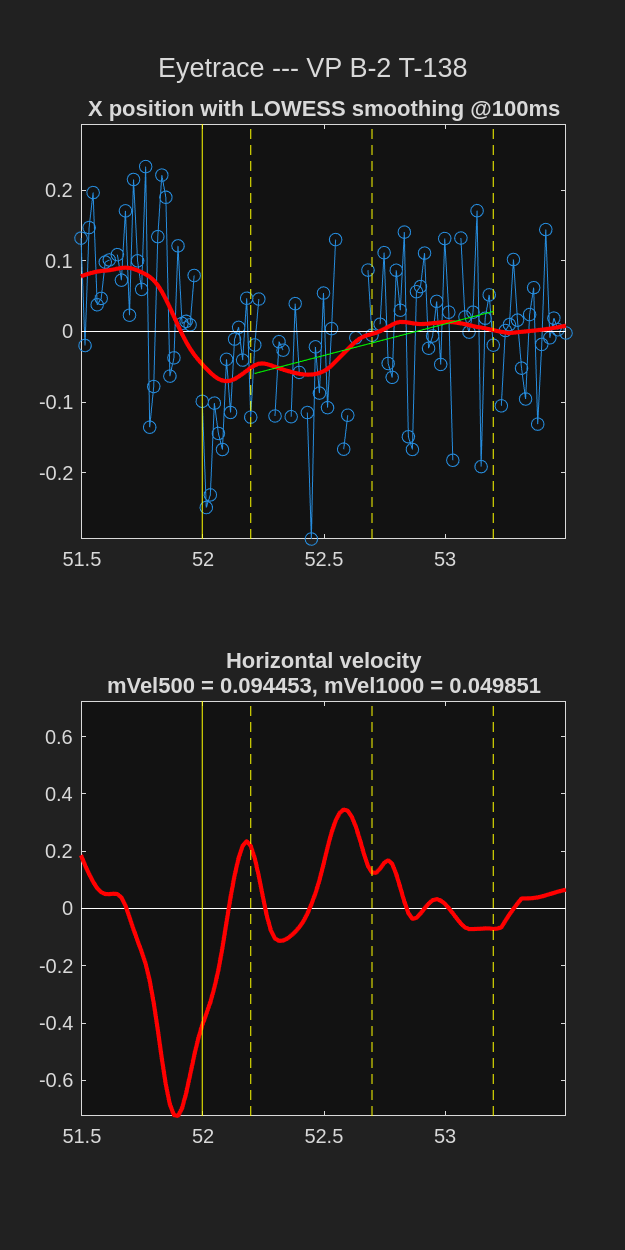 Eyetrace --- VP B-2 T-138
X position with LOWESS smoothing @100ms
0.2
0.1
0
-0.1
-0.2
51.5 52 52.5 53
Horizontal velocity
mVel500 = 0.094453, mVel1000 = 0.049851
0.6
0.4
0.2
0
-0.2
-0.4
-0.6
51.5 52 52.5 53